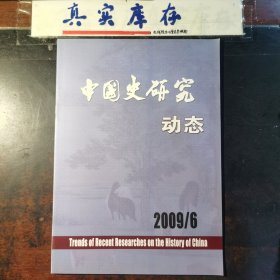 真实库存
中国史研究
动态
2009/6
Trends of Recent Researches on the History of China